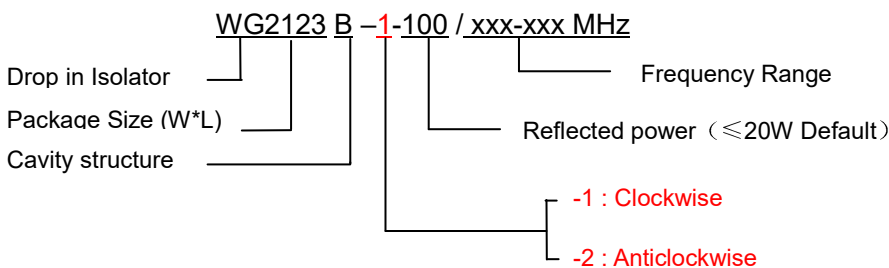 WG2123 B –1-100 / xxx-xxx MHz
Drop in Isolator
Frequency Range
Package Size (W*L)
Reflected power（≤20W Default）
Cavity structure
-1 : Clockwise
-2 : Anticlockwise